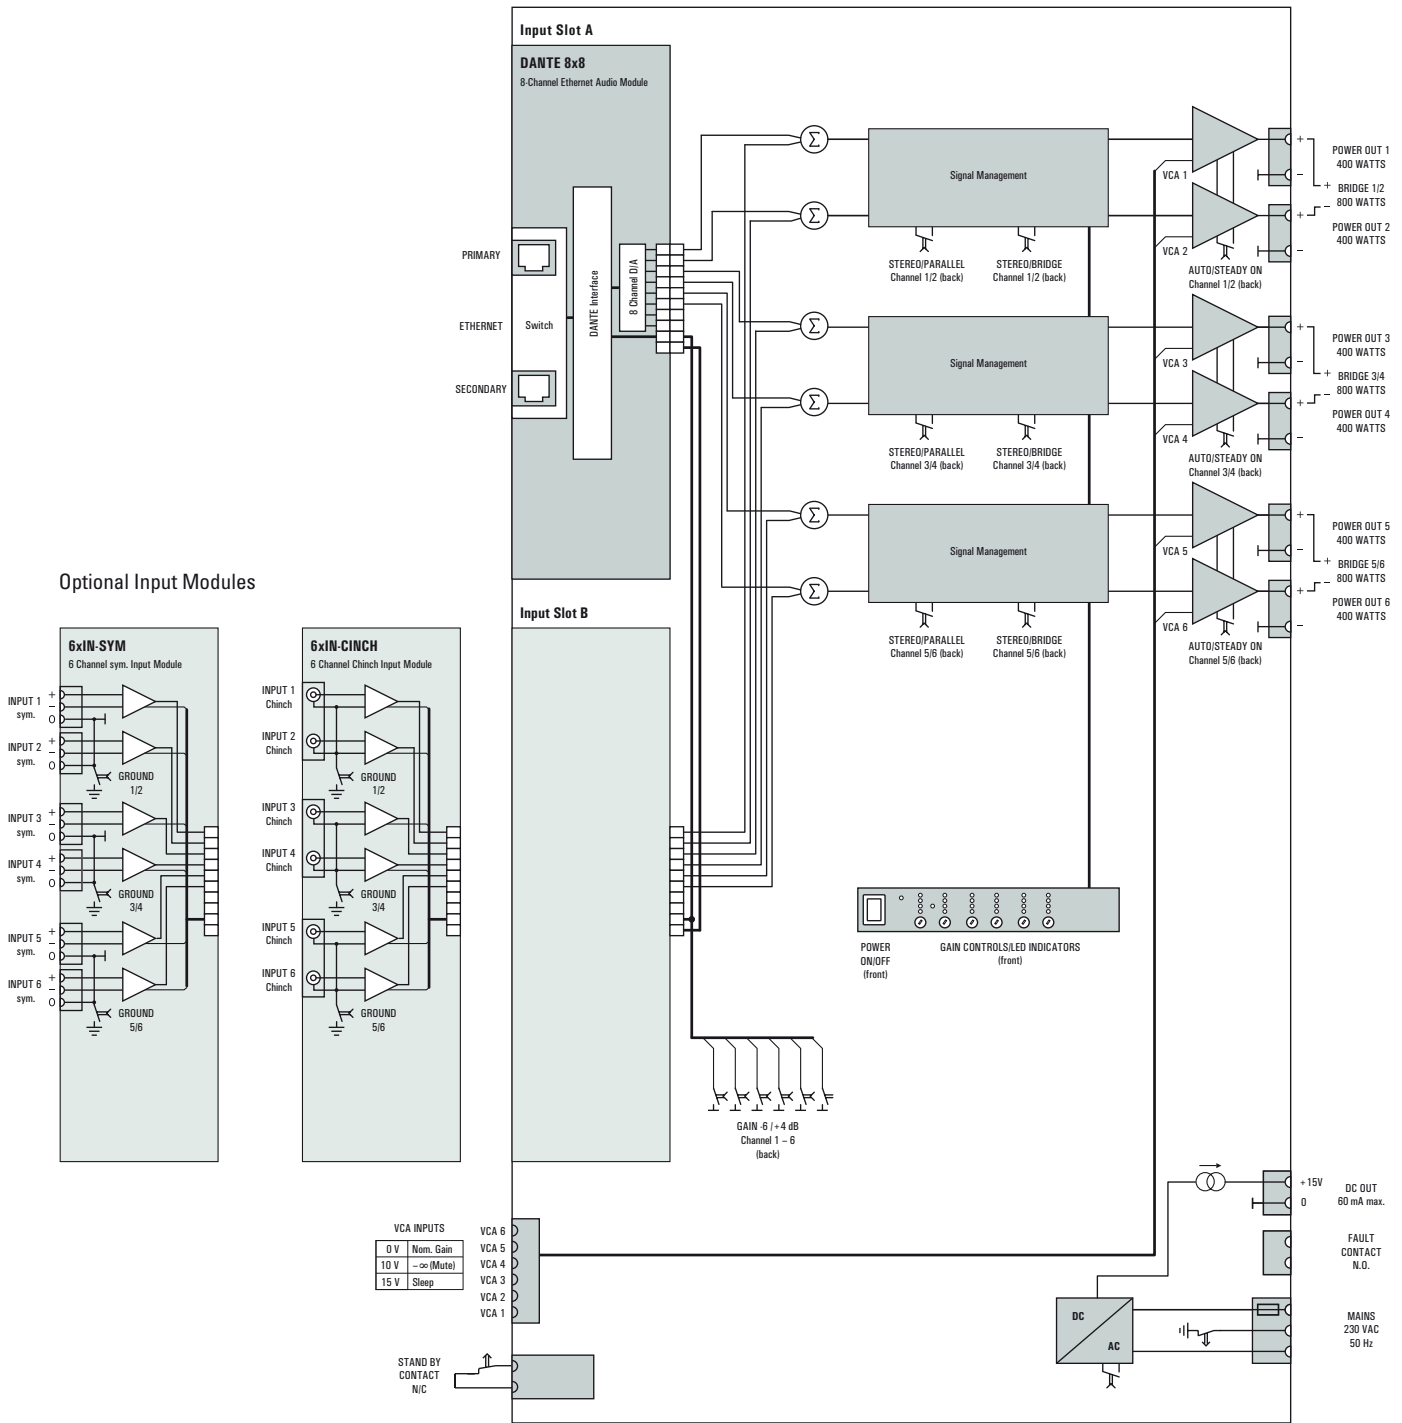 Input Slot A
DANTE 8x8
8-Channel Ethernet Audio Module
PRIMARY
ETHERNET
SECONDARY
Switch
DANTE Interface
8 Channel D/A
Σ
Σ
Σ
Σ
Σ
Σ
Signal Management
STEREO/PARALLEL
Channel 1/2 (back)
STEREO/BRIDGE
Channel 1/2 (back)
VCA 1
VCA 2
AUTO/STEADY ON
Channel 1/2 (back)
+
−
+
−
POWER OUT 1
400 WATTS
+ BRIDGE 1/2
− 800 WATTS
POWER OUT 2
400 WATTS
Signal Management
STEREO/PARALLEL
Channel 3/4 (back)
STEREO/BRIDGE
Channel 3/4 (back)
VCA 3
VCA 4
AUTO/STEADY ON
Channel 3/4 (back)
+
−
+
−
POWER OUT 3
400 WATTS
+ BRIDGE 3/4
− 800 WATTS
POWER OUT 4
400 WATTS
Signal Management
STEREO/PARALLEL
Channel 5/6 (back)
STEREO/BRIDGE
Channel 5/6 (back)
VCA 5
VCA 6
AUTO/STEADY ON
Channel 5/6 (back)
+
−
+
−
POWER OUT 5
400 WATTS
+ BRIDGE 5/6
− 800 WATTS
POWER OUT 6
400 WATTS
Optional Input Modules
6xIN-SYM
6 Channel sym. Input Module
INPUT 1
sym.
+
−
0
INPUT 2
sym.
+
−
0
GROUND
1/2
INPUT 3
sym.
+
−
0
INPUT 4
sym.
+
−
0
GROUND
3/4
INPUT 5
sym.
+
−
0
INPUT 6
sym.
+
−
0
GROUND
5/6
6xIN-CINCH
6 Channel Chinch Input Module
INPUT 1
Chinch
INPUT 2
Chinch
GROUND
1/2
INPUT 3
Chinch
INPUT 4
Chinch
GROUND
3/4
INPUT 5
Chinch
INPUT 6
Chinch
GROUND
5/6
Input Slot B
POWER
ON/OFF
(front)
GAIN CONTROLS/LED INDICATORS
(front)
GAIN -6 /+4 dB
Channel 1 – 6
(back)
VCA INPUTS
0 V Nom. Gain
10 V −∞ (Mute)
15 V Sleep
VCA 6
VCA 5
VCA 4
VCA 3
VCA 2
VCA 1
STAND BY
CONTACT
N/C
+15V
0
DC OUT
60 mA max.
FAULT
CONTACT
N.O.
DC
AC
MAINS
230 VAC
50 Hz